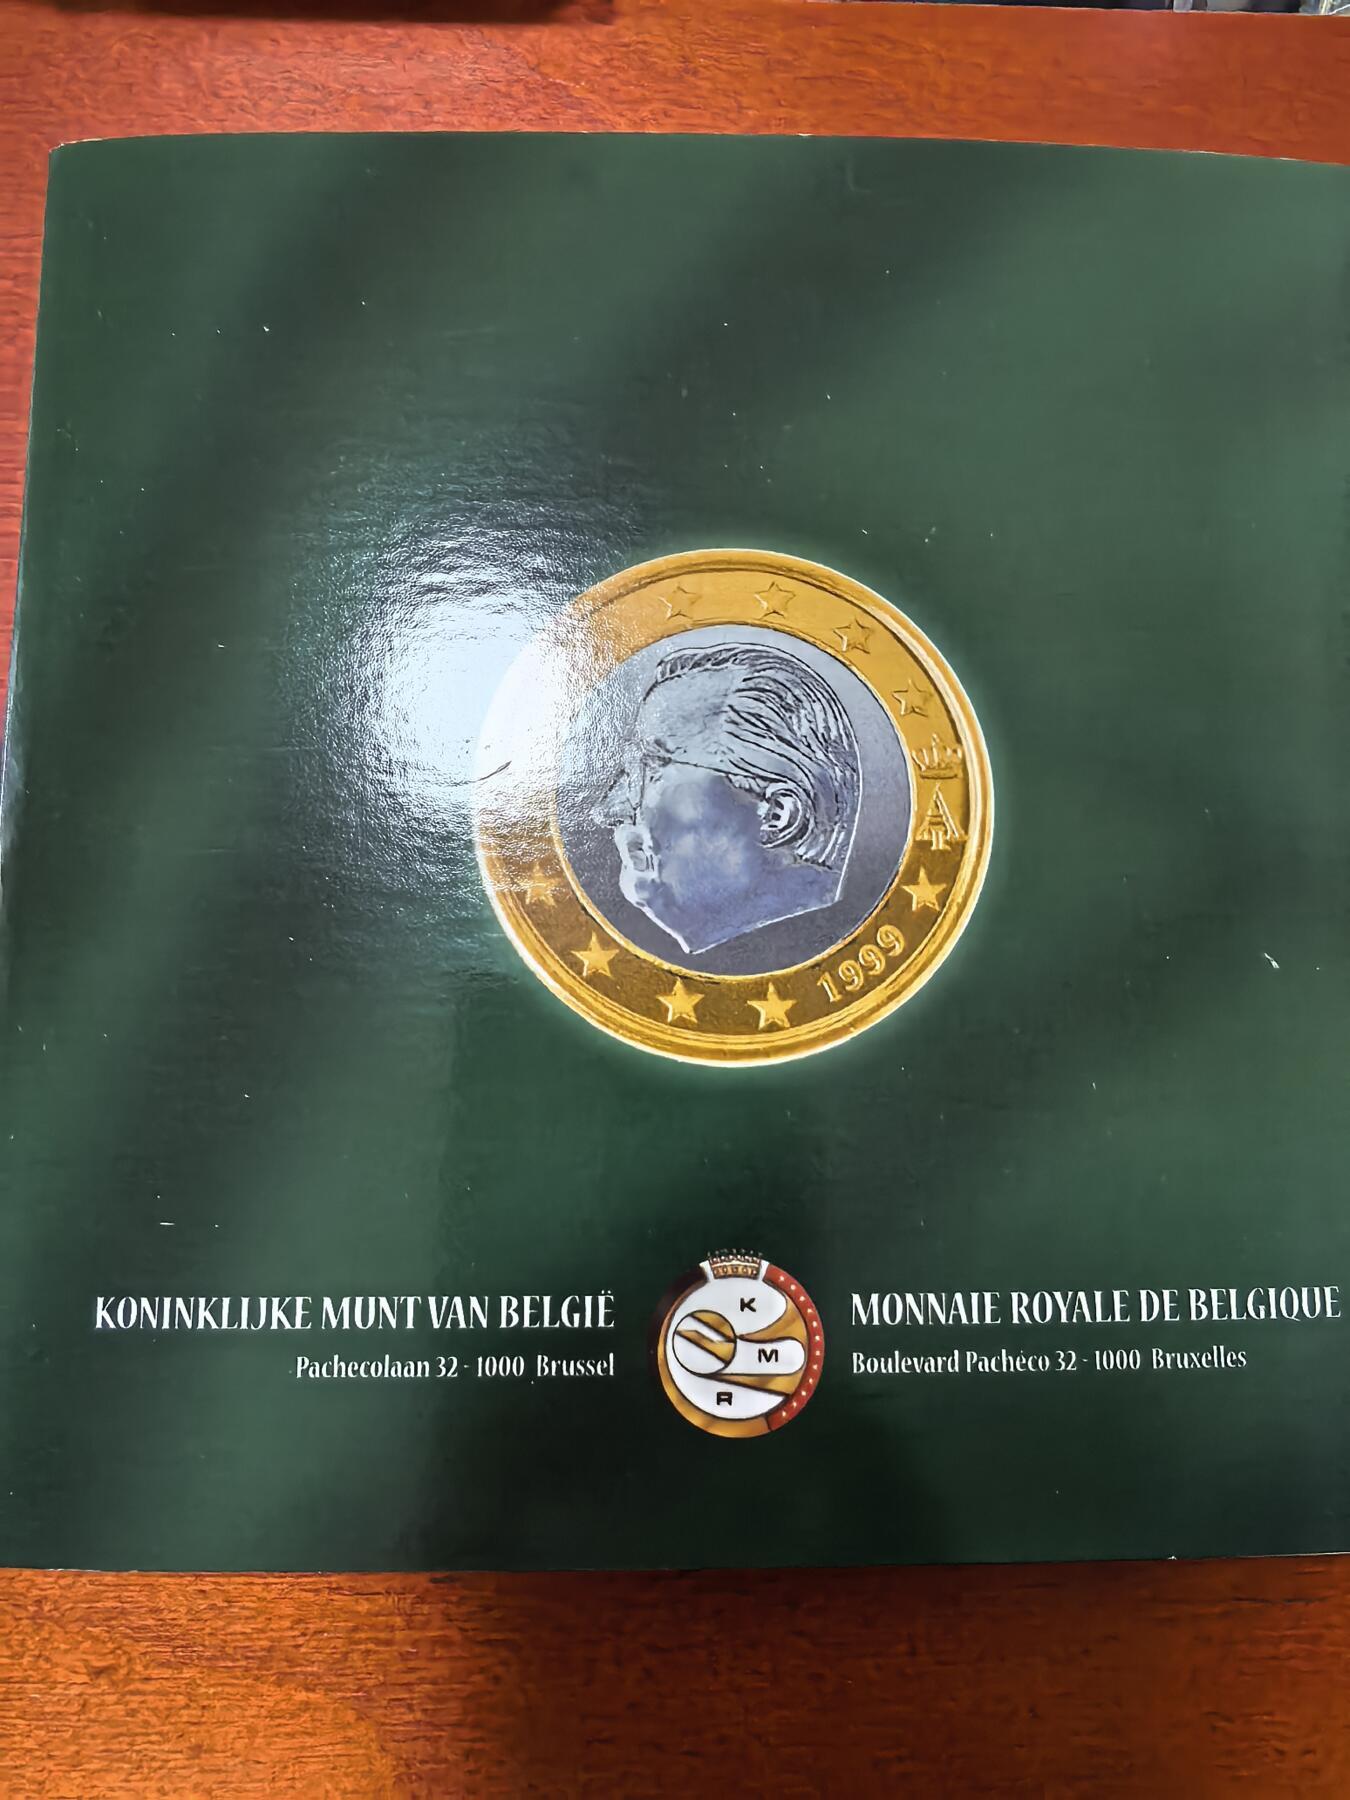 1999
KONINKLIJKE MUNT VAN BELGIË
Pachecolaan 32 - 1000 Brussel
K
M
R
MONNAIE ROYALE DE BELGIQUE
Boulevard Pachéco 32 - 1000 Bruxelles